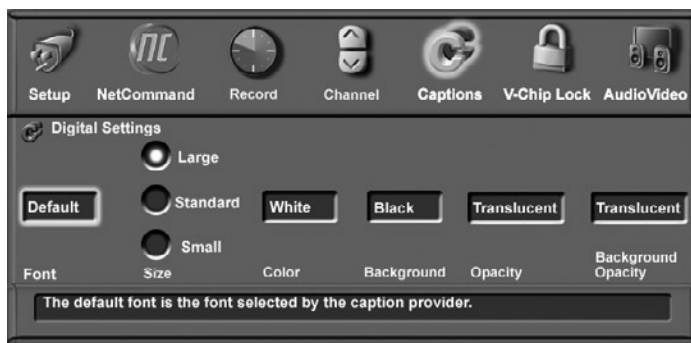 NC
Setup NetCommand Record Channel Captions V-Chip Lock AudioVideo
Digital Settings
Large
Standard
Small
Default White Black Translucent Translucent
Font Size Color Background Opacity Background Opacity
The default font is the font selected by the caption provider.